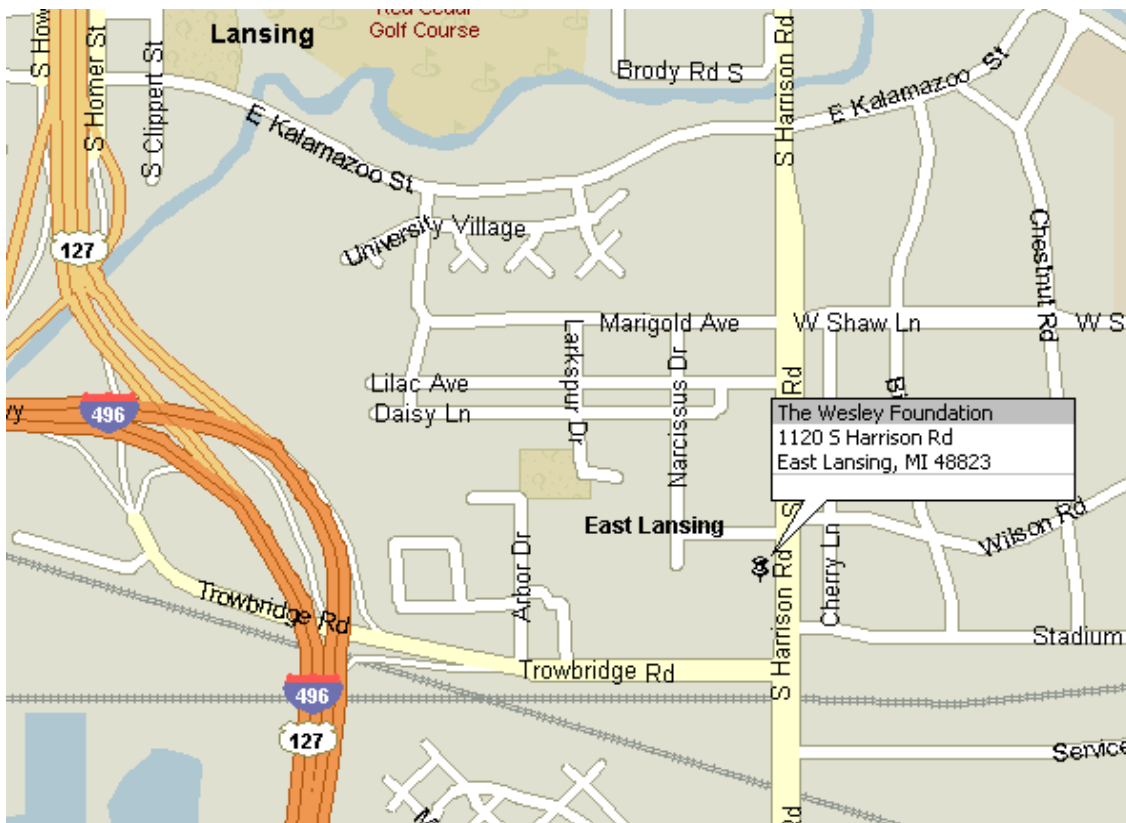 Red Cedar
Golf Course
Lansing
S Homer St
S Clippert St
Brody Rd S
S Harrison Rd
E Kalamazoo St
E Kalamazoo St
127
University Village
Chestnut Rd
Marigold Ave
W Shaw Ln
W S
Larkspur Dr
Narcissus Dr
Rd
Lilac Ave
Daisy Ln
496
The Wesley Foundation
1120 S Harrison Rd
East Lansing, MI 48823
East Lansing
S
Wilson Rd
Arbor Dr
Cherry Ln
S Harrison Rd
Trowbridge Rd
Stadium
Trowbridge Rd
496
127
Service
Rd